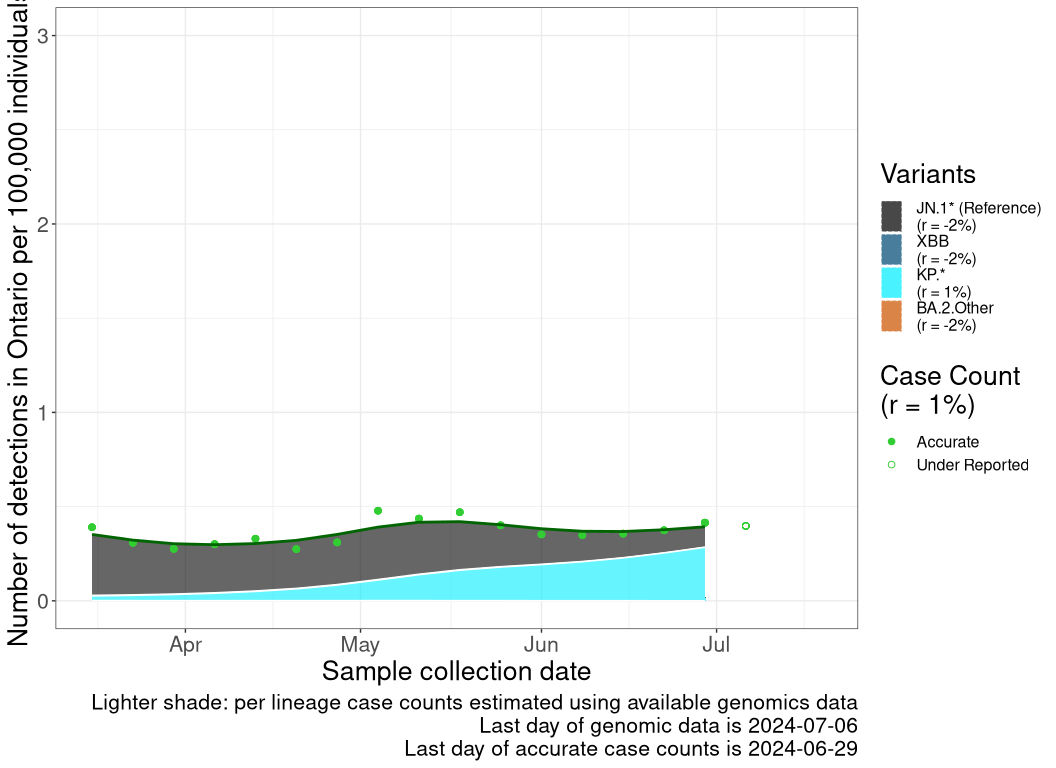 Number of detections in Ontario per 100,000 individuals
3
2
1
0
Apr
May
Jun
Jul
Sample collection date
Lighter shade: per lineage case counts estimated using available genomics data
Last day of genomic data is 2024-07-06
Last day of accurate case counts is 2024-06-29
Variants
JN.1* (Reference)
(r = -2%)
XBB
(r = -2%)
KP.*
(r = 1%)
BA.2.Other
(r = -2%)
Case Count
(r = 1%)
Accurate
Under Reported